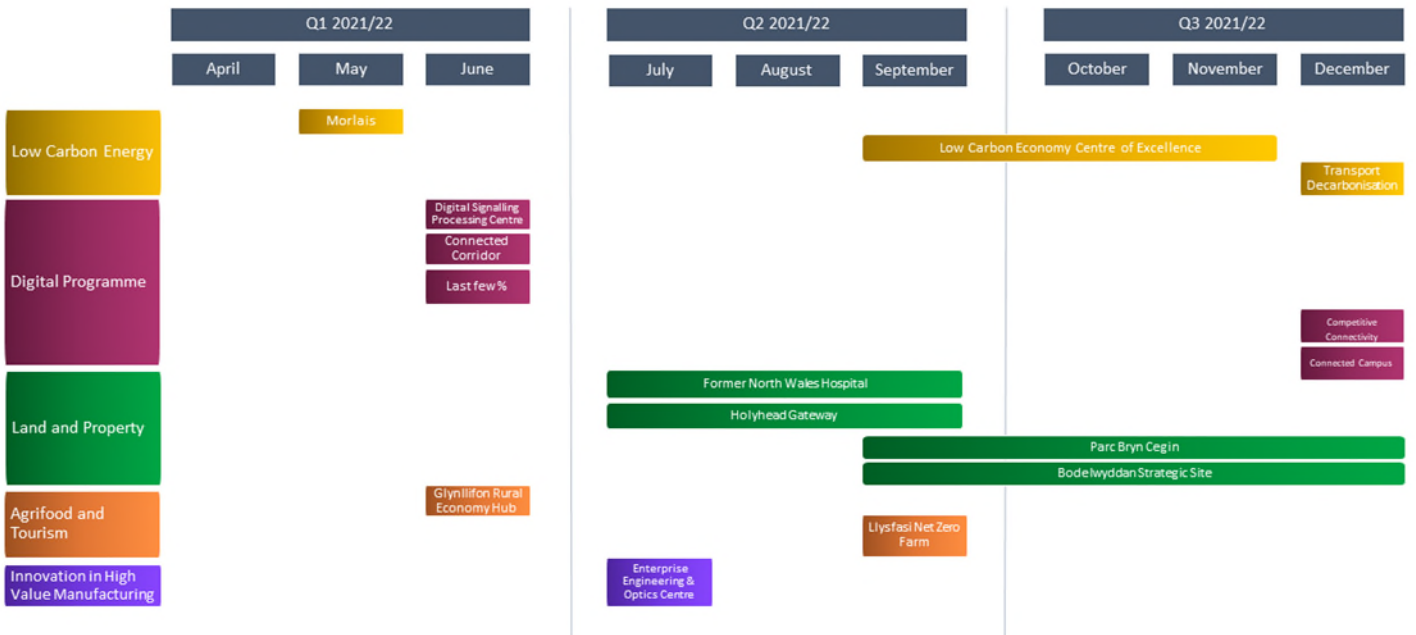 Q1 2021/22
Q2 2021/22
Q3 2021/22
April
May
June
July
August
September
October
November
December
Low Carbon Energy
Morlais
Low Carbon Economy Centre of Excellence
Transport
Decarbonisation
Digital Programme
Digital Signalling
Processing Centre
Connected
Corridor
Last few %
Competitive
Connectivity
Connected Campus
Land and Property
Former North Wales Hospital
Holyhead Gateway
Parc Bryn Cegin
Bodelwyddan Strategic Site
Agrifood and
Tourism
Glynllifon Rural
Economy Hub
Llysfasi Net Zero
Farm
Innovation in High
Value Manufacturing
Enterprise
Engineering &
Optics Centre